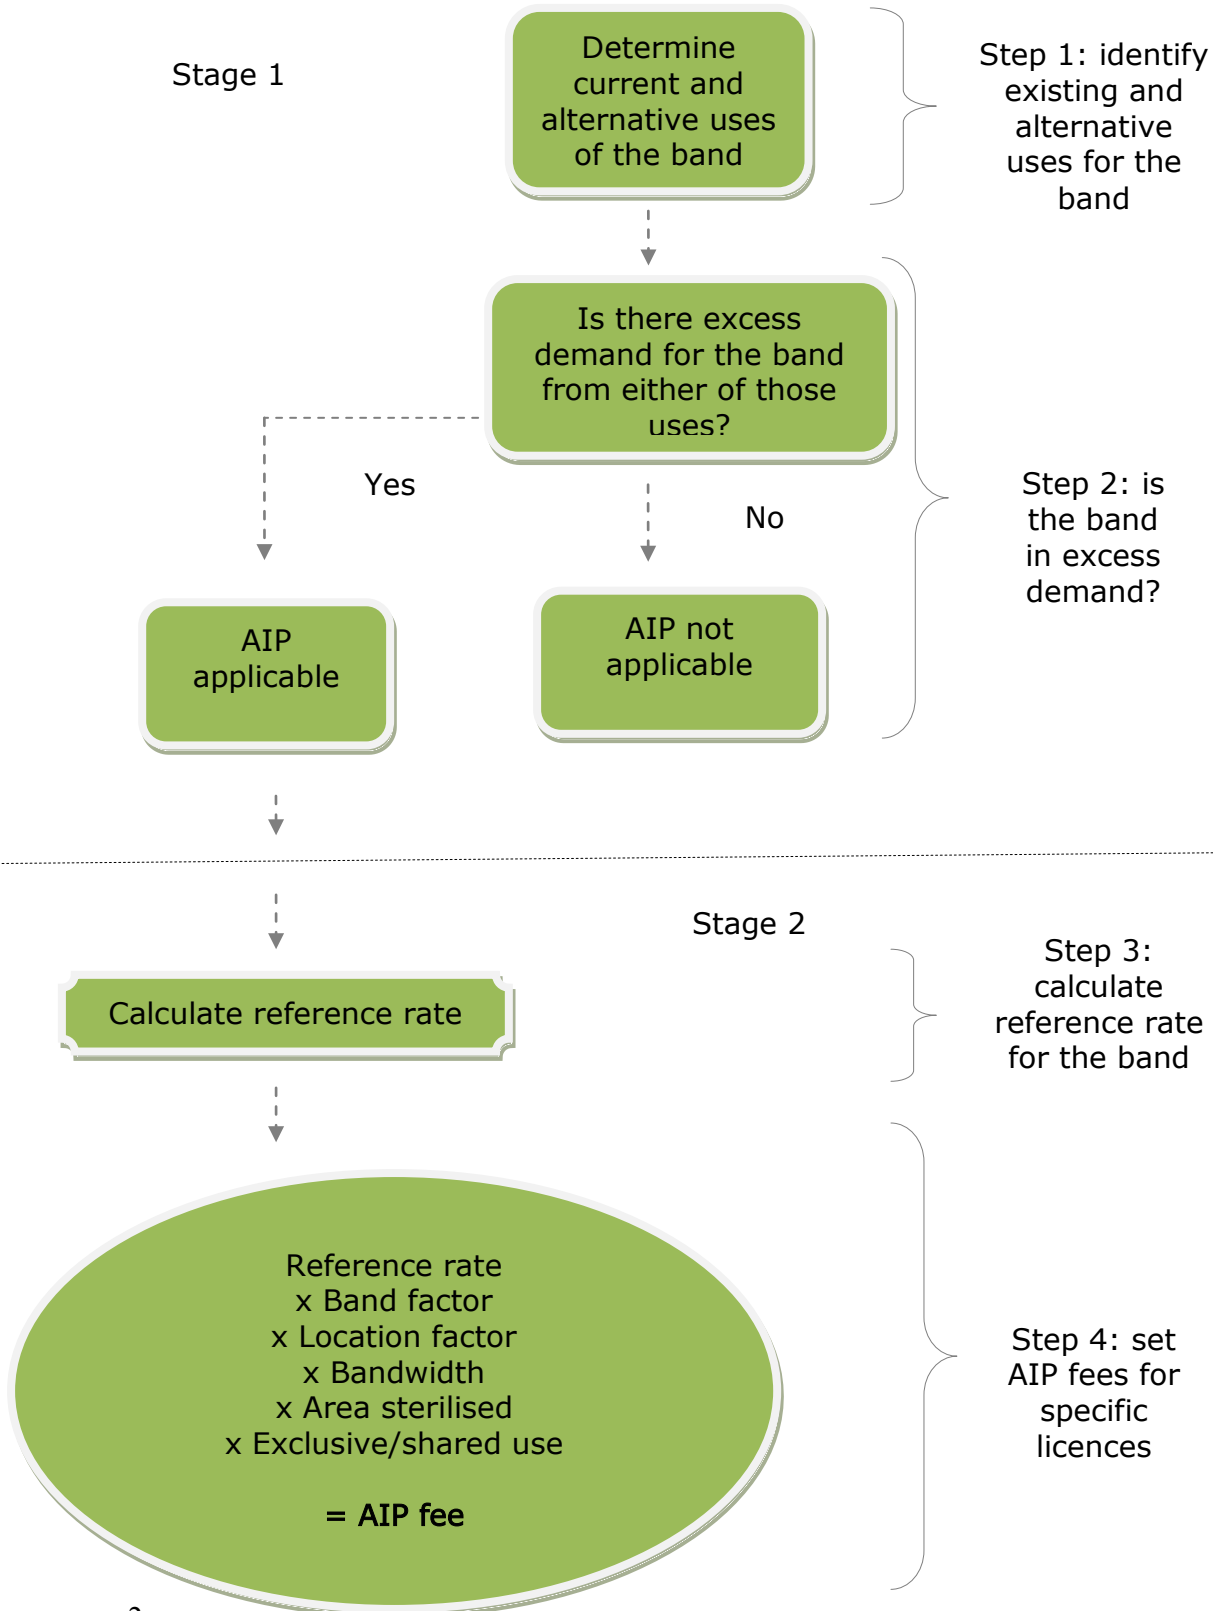 Stage 1
Determine
current and
alternative uses
of the band
Step 1: identify
existing and
alternative
uses for the
band
Is there excess
demand for the band
from either of those
uses?
Yes
No
Step 2: is
the band
in excess
demand?
AIP
applicable
AIP not
applicable
Stage 2
Calculate reference rate
Step 3:
calculate
reference rate
for the band
Reference rate
x Band factor
x Location factor
x Bandwidth
x Area sterilised
x Exclusive/shared use
= AIP fee
Step 4: set
AIP fees for
specific
licences